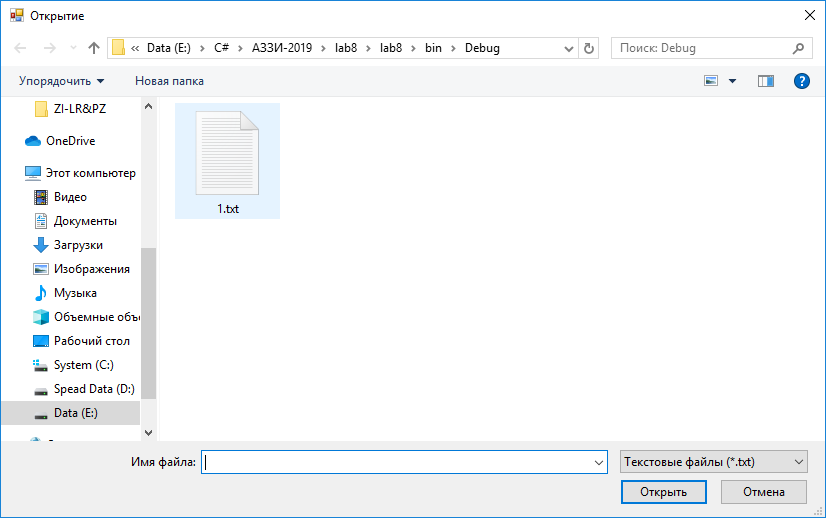 Открытие
« Data (E:) › C# › АЗЗИ-2019 › lab8 › lab8 › bin › Debug
Поиск: Debug
Упорядочить
Новая папка
ZI-LR&PZ
OneDrive
Этот компьютер
Видео
Документы
Загрузки
Изображения
Музыка
Объемные объ
Рабочий стол
System (C:)
Spead Data (D:)
Data (E:)
1.txt
Имя файла:
Текстовые файлы (*.txt)
Открыть
Отмена